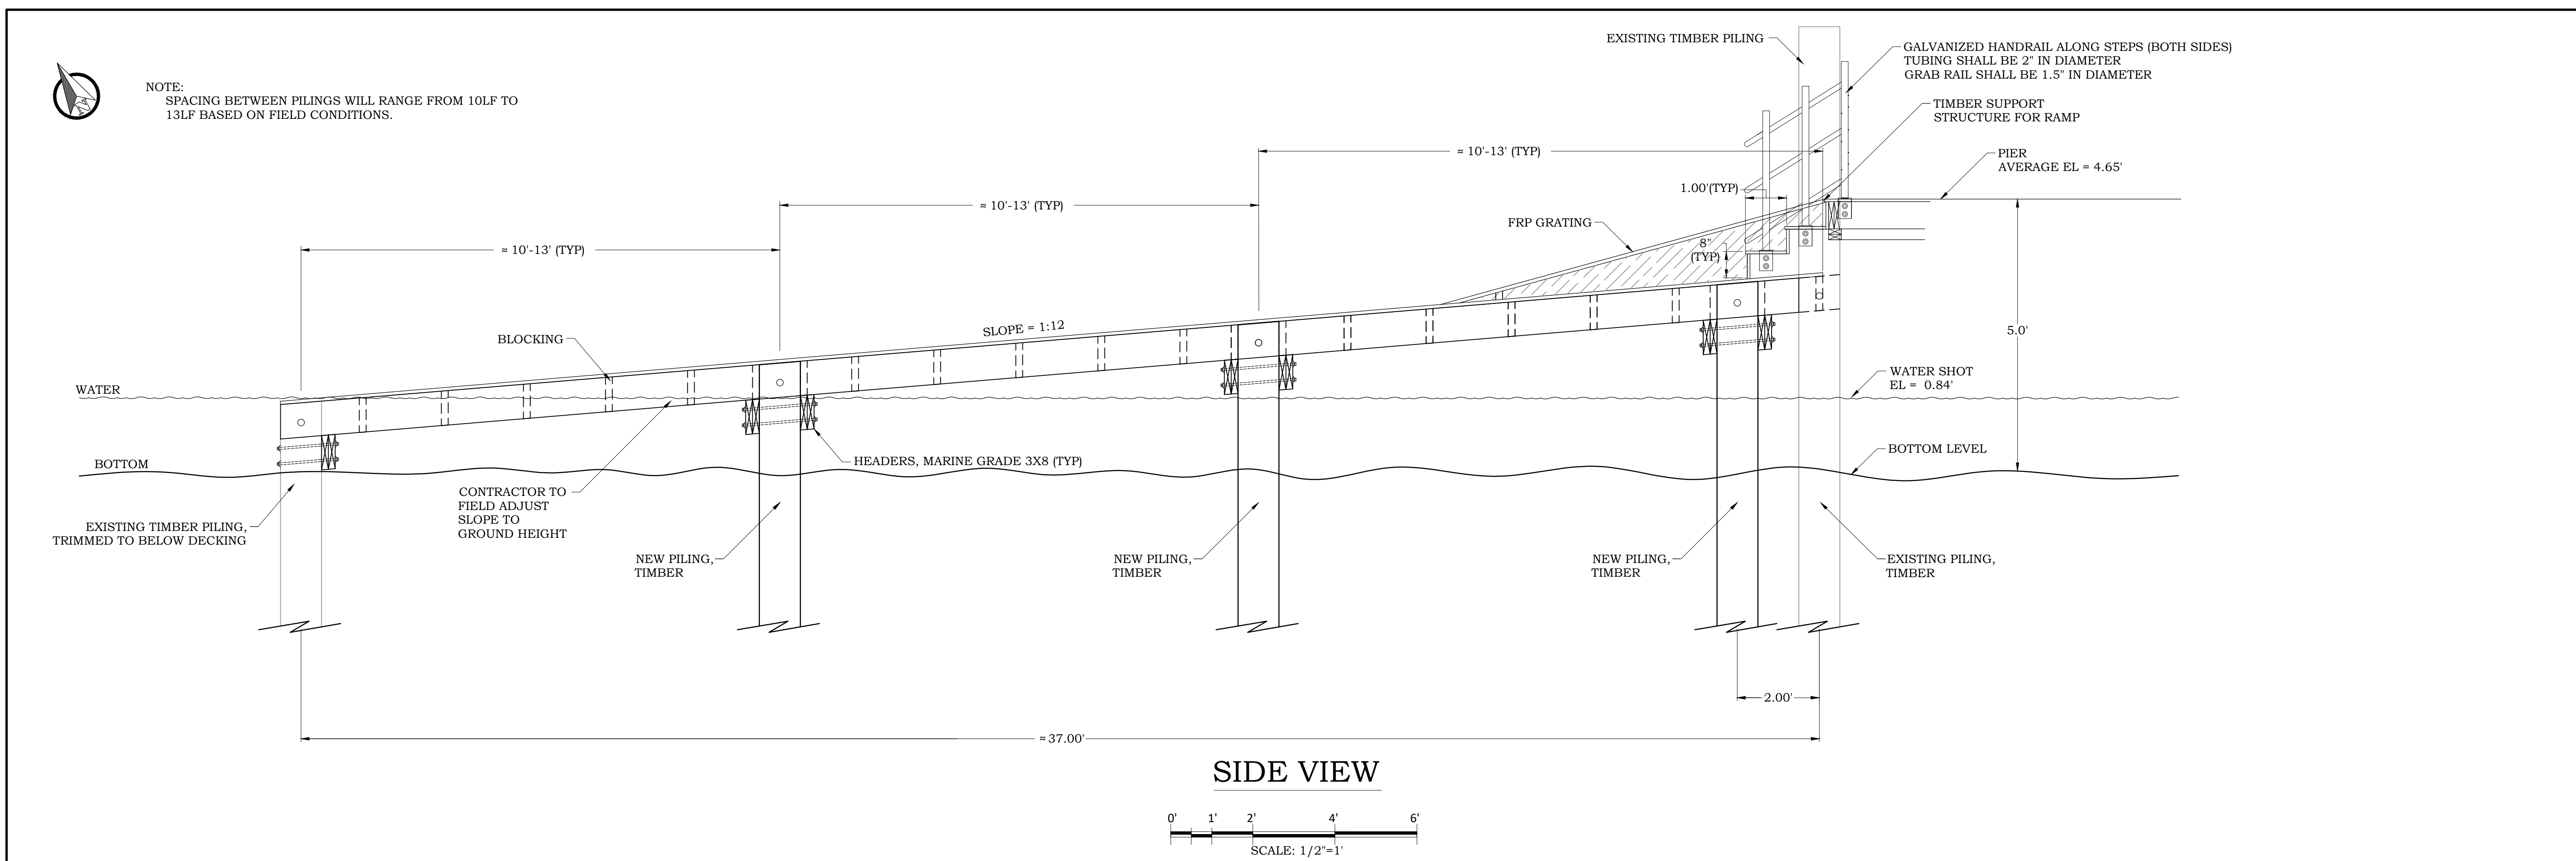 EXISTING TIMBER PILING
GALVANIZED HANDRAIL ALONG STEPS (BOTH SIDES)
TUBING SHALL BE 2" IN DIAMETER
GRAB RAIL SHALL BE 1.5" IN DIAMETER
NOTE:
SPACING BETWEEN PILINGS WILL RANGE FROM 10LF TO
13LF BASED ON FIELD CONDITIONS.
TIMBER SUPPORT
STRUCTURE FOR RAMP
≈ 10'-13' (TYP)
PIER
AVERAGE EL = 4.65'
1.00'(TYP)
≈ 10'-13' (TYP)
FRP GRATING
≈ 10'-13' (TYP)
8"
(TYP)
SLOPE = 1:12
5.0'
BLOCKING
WATER
WATER SHOT
EL = 0.84'
BOTTOM
HEADERS, MARINE GRADE 3X8 (TYP)
BOTTOM LEVEL
CONTRACTOR TO
FIELD ADJUST
SLOPE TO
GROUND HEIGHT
EXISTING TIMBER PILING,
TRIMMED TO BELOW DECKING
NEW PILING,
TIMBER
NEW PILING,
TIMBER
NEW PILING,
TIMBER
EXISTING PILING,
TIMBER
2.00'
≈ 37.00'
SIDE VIEW
0' 1' 2' 4' 6'
SCALE: 1/2"=1'